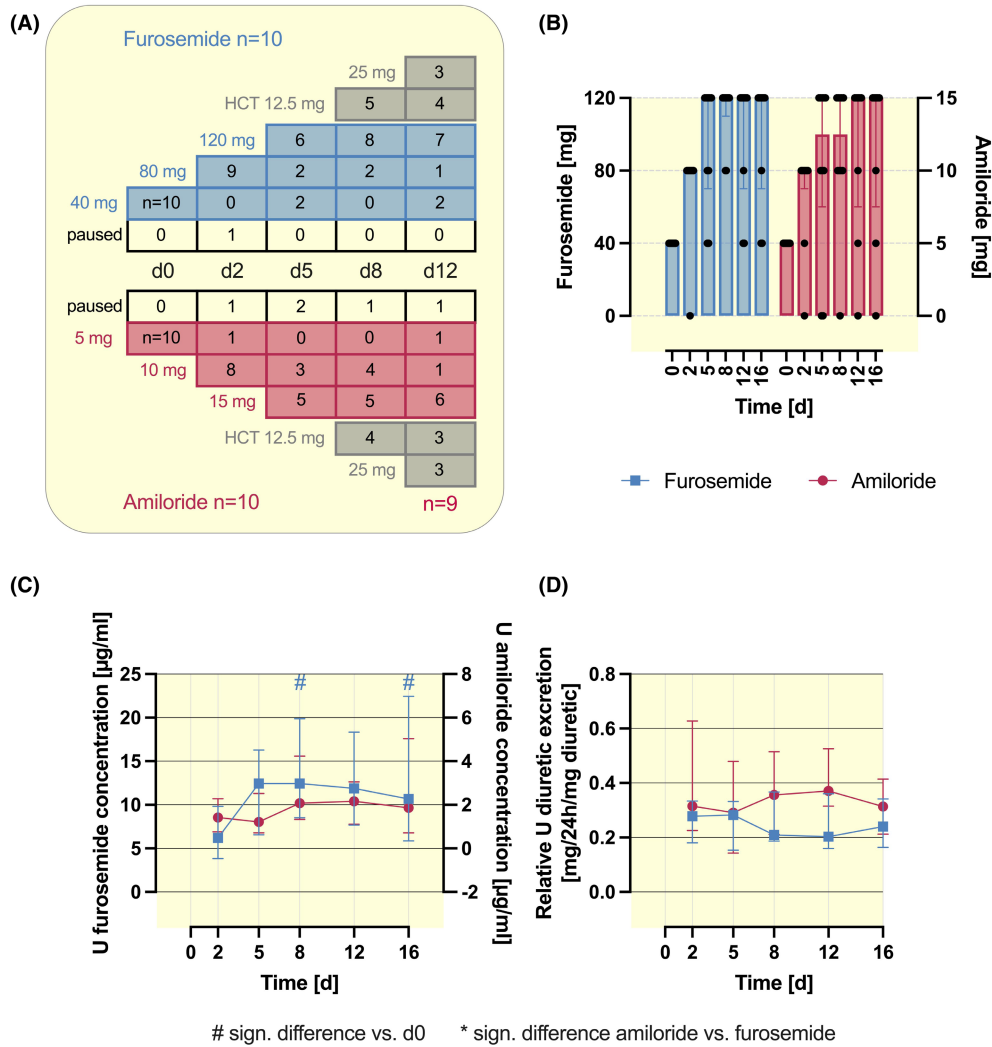 (A)
Furosemide n=10
25 mg 3
HCT 12.5 mg 5 4
120 mg 6 8 7
80 mg 9 2 2 1
40 mg n=10 0 2 0 2
paused 0 1 0 0 0
d0 d2 d5 d8 d12
paused 0 1 2 1 1
5 mg n=10 1 0 0 1
10 mg 8 3 4 1
15 mg 5 5 6
HCT 12.5 mg 4 3
25 mg 3
Amiloride n=10 n=9
(B)
Furosemide [mg]
120
80
40
0
Amiloride [mg]
15
10
5
0
0 2 5 8 12 16 0 2 5 8 12 16
Time [d]
Furosemide Amiloride
(C)
U furosemide concentration [µg/ml]
25
20
15
10
5
0
# #
U amiloride concentration [µg/ml]
8
6
4
2
0
-2
0 2 5 8 12 16
Time [d]
(D)
Relative U diuretic excretion
[mg/24h/mg diuretic]
0.8
0.6
0.4
0.2
0.0
0 2 5 8 12 16
Time [d]
# sign. difference vs. d0 * sign. difference amiloride vs. furosemide